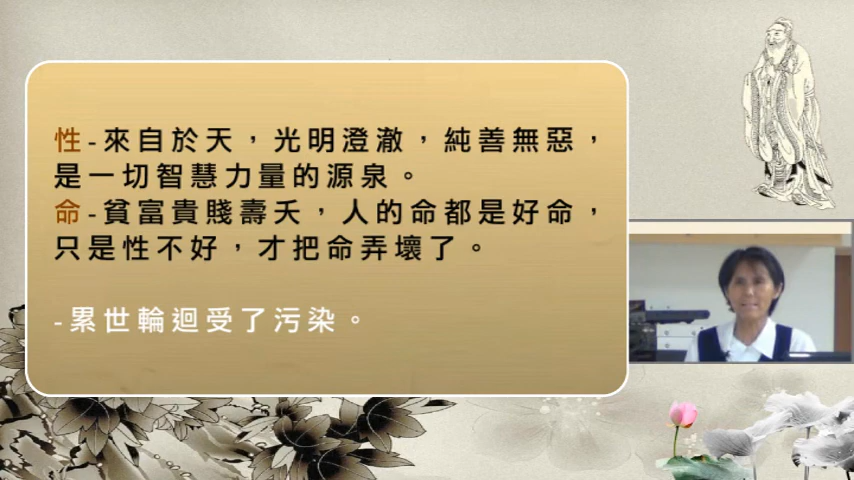 性-來自於天，光明澄澈，純善無惡，
是一切智慧力量的源泉。
命-貧富貴賤壽夭，人的命都是好命，
只是性不好，才把命弄壞了。
-累世輪迴受了污染。